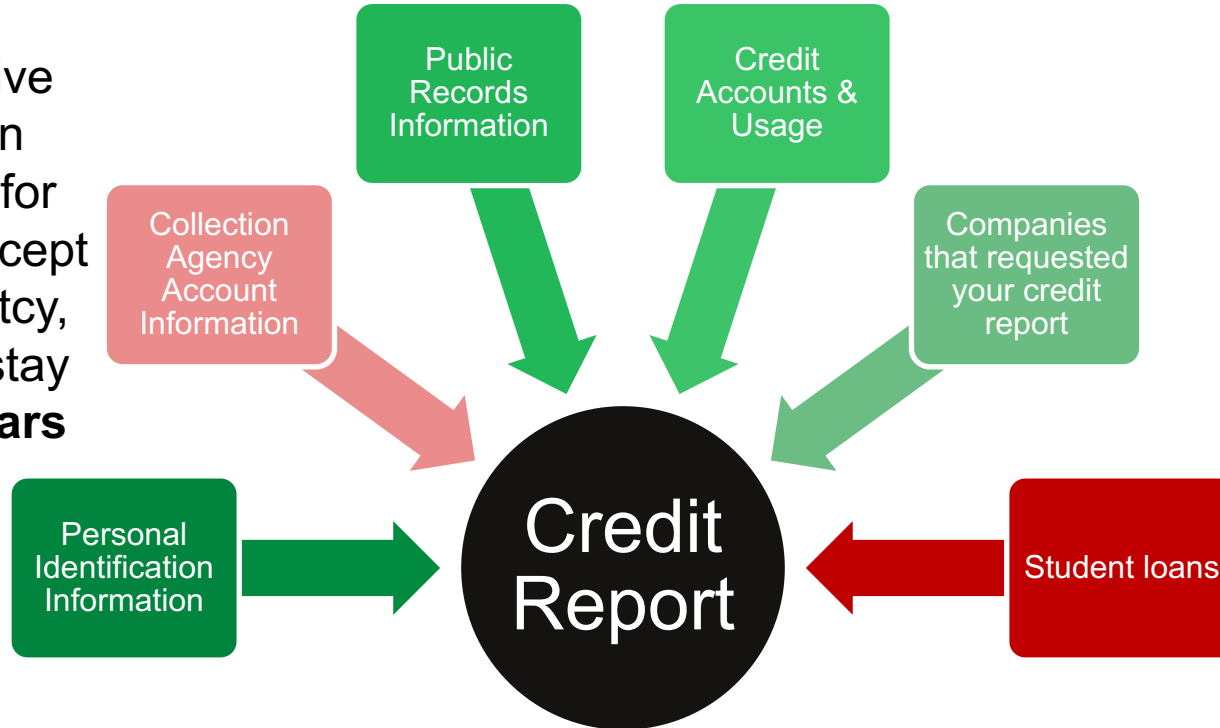 ive
n
for
cept
tcy,
stay
ars
Public
Records
Information
Credit
Accounts &
Usage
Collection
Agency
Account
Information
Companies
that requested
your credit
report
Personal
Identification
Information
Credit
Report
Student loans